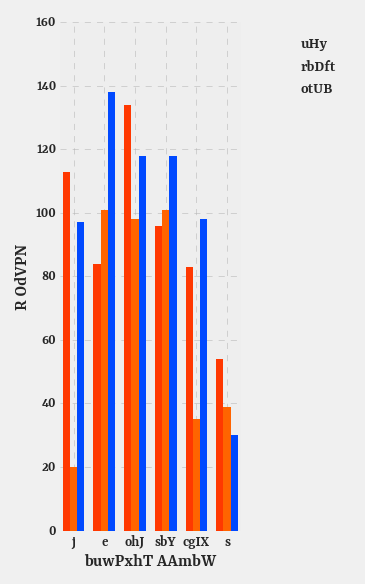 160
140
120
100
80
60
40
20
0
R OdVPN
j
e
ohJ
sbY
cgIX
s
buwPxhT AAmbW
uHy
rbDft
otUB